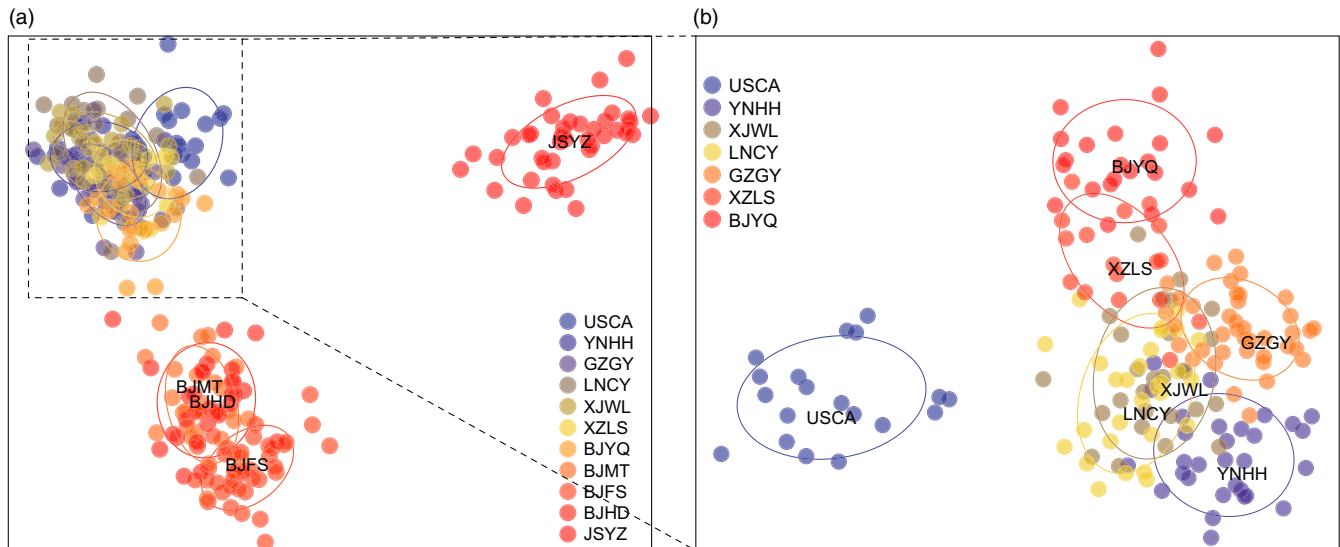 (a)
JSYZ
BJMT
BJHD
BJFS
USCA
YNHH
GZGY
LNCY
XJWL
XZLS
BJYQ
BJMT
BJFS
BJHD
JSYZ
(b)
USCA
YNHH
XJWL
LNCY
GZGY
XZLS
BJYQ
BJYQ
XZLS
GZGY
XJWL
LNCY
USCA
YNHH